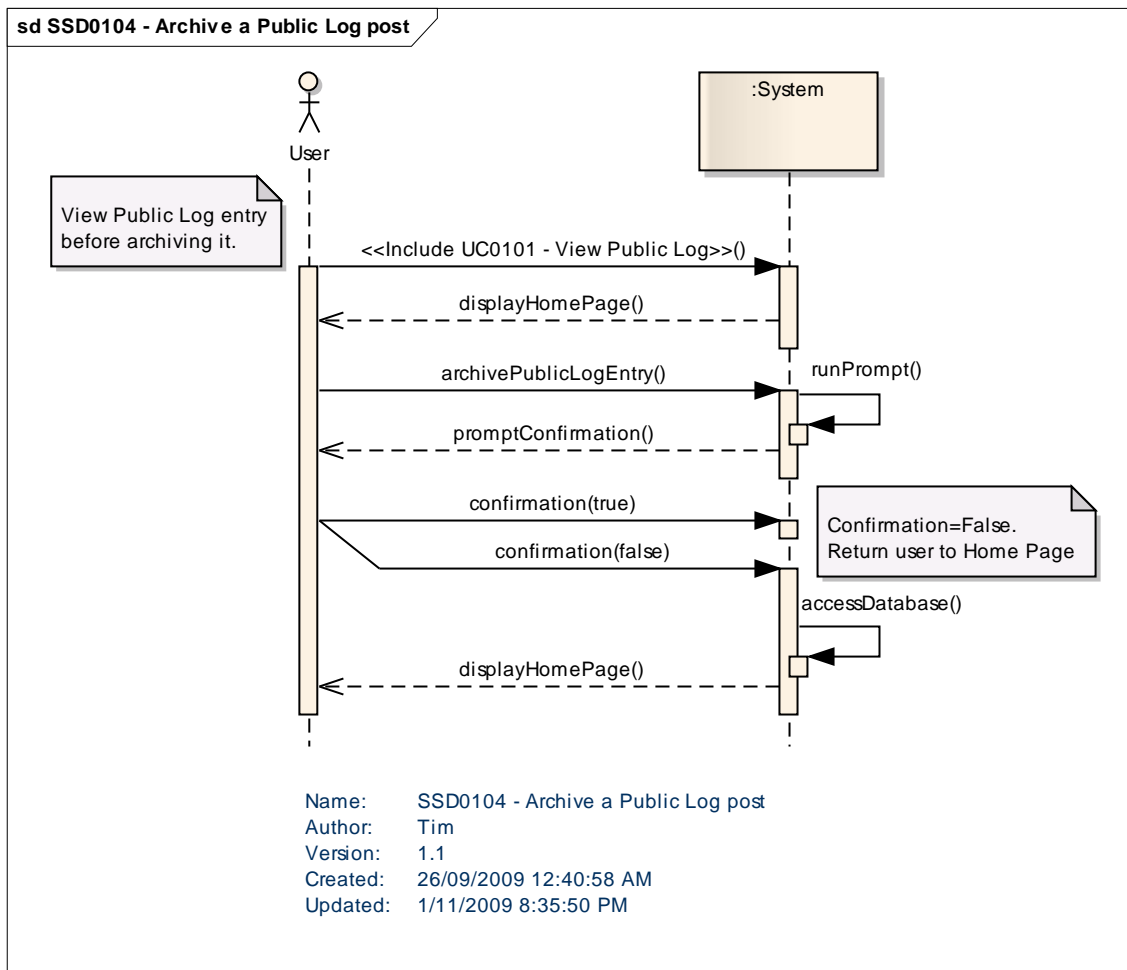 sd SSD0104 - Archive a Public Log post
:System
User
View Public Log entry
before archiving it.
<<Include UC0101 - View Public Log>>()
displayHomePage()
runPrompt()
archivePublicLogEntry()
promptConfirmation()
confirmation(true)
Confirmation=False.
Return user to Home Page
confirmation(false)
accessDatabase()
displayHomePage()
Name: SSD0104 - Archive a Public Log post
Author: Tim
Version: 1.1
Created: 26/09/2009 12:40:58 AM
Updated: 1/11/2009 8:35:50 PM